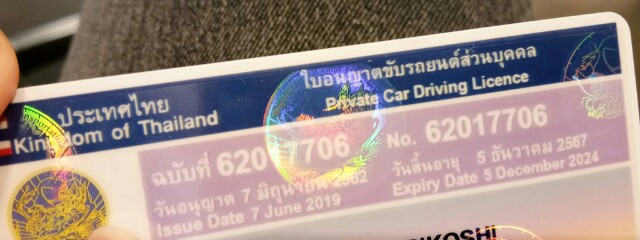 ประเทศไทย
Kingdom of Thailand
ใบอนุญาตขับรถยนต์ส่วนบุคคล
Private Car Driving Licence
ฉบับที่ 62017706
วันอนุญาต 7 มิถุนายน 2562
Issue Date 7 June 2019
No. 62017706
วันสิ้นอายุ 5 ธันวาคม 2567
Expiry Date 5 December 2024